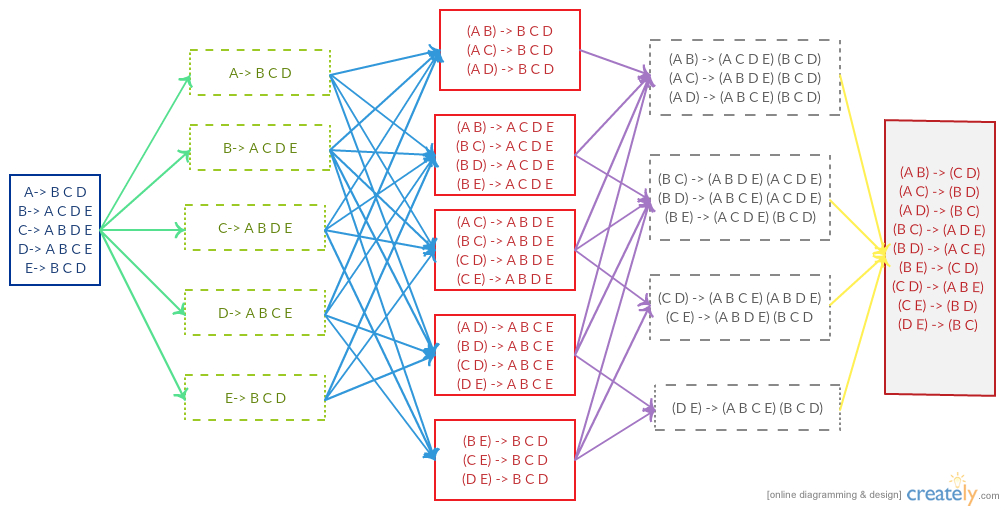 A-> B C D
B-> A C D E
C-> A B D E
D-> A B C E
E-> B C D
A-> B C D
B-> A C D E
C-> A B D E
D-> A B C E
E-> B C D
(A B) -> B C D
(A C) -> B C D
(A D) -> B C D
(A B) -> A C D E
(B C) -> A C D E
(B D) -> A C D E
(B E) -> A C D E
(A C) -> A B D E
(B C) -> A B D E
(C D) -> A B D E
(C E) -> A B D E
(A D) -> A B C E
(B D) -> A B C E
(C D) -> A B C E
(D E) -> A B C E
(B E) -> B C D
(C E) -> B C D
(D E) -> B C D
(A B) -> (A C D E) (B C D)
(A C) -> (A B D E) (B C D)
(A D) -> (A B C E) (B C D)
(B C) -> (A B D E) (A C D E)
(B D) -> (A B C E) (A C D E)
(B E) -> (A C D E) (B C D)
(C D) -> (A B C E) (A B D E)
(C E) -> (A B D E) (B C D
(D E) -> (A B C E) (B C D)
(A B) -> (C D)
(A C) -> (B D)
(A D) -> (B C)
(B C) -> (A D E)
(B D) -> (A C E)
(B E) -> (C D)
(C D) -> (A B E)
(C E) -> (B D)
(D E) -> (B C)
[online diagramming & design] creately.com